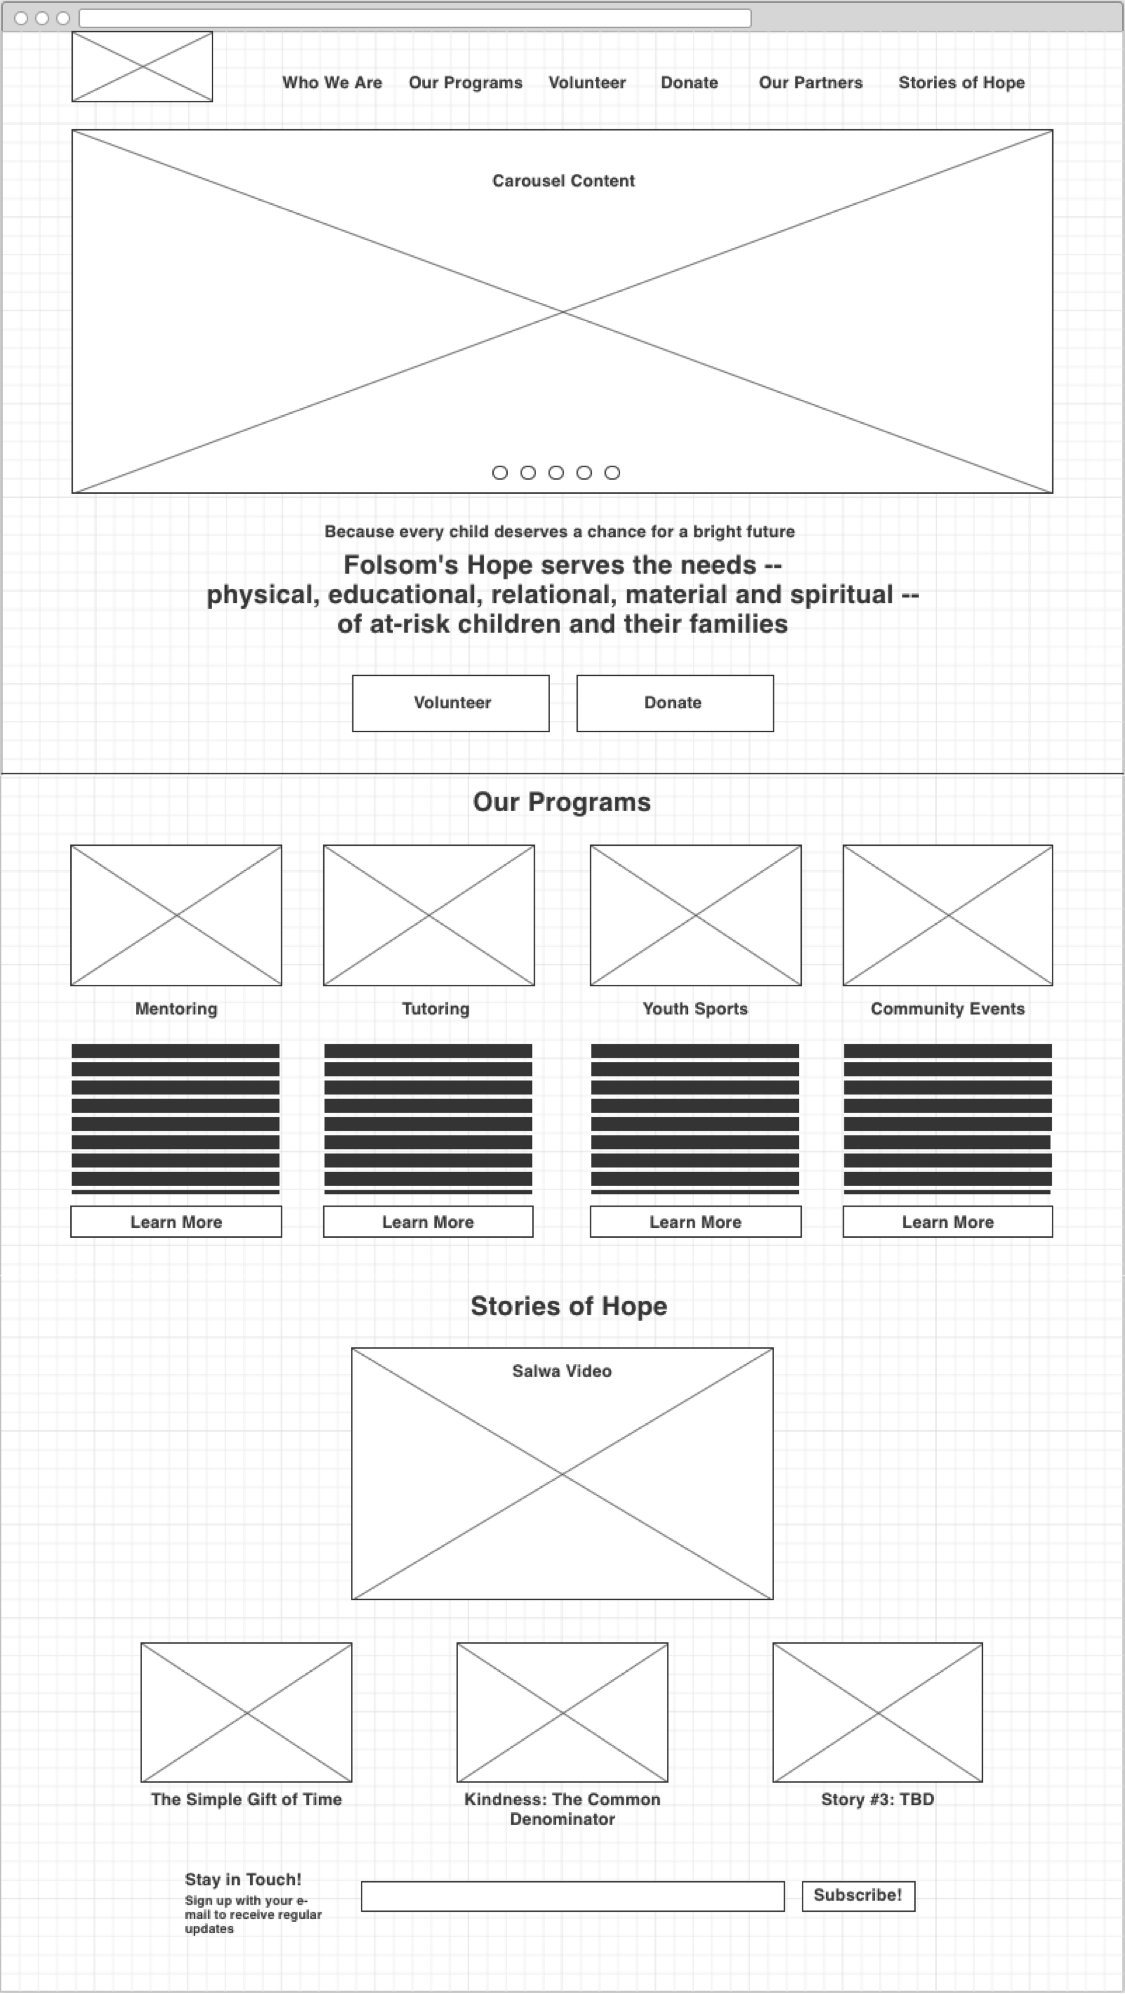 Who We Are Our Programs Volunteer Donate Our Partners Stories of Hope
Carousel Content
Because every child deserves a chance for a bright future
Folsom's Hope serves the needs --
physical, educational, relational, material and spiritual --
of at-risk children and their families
Volunteer Donate
Our Programs
Mentoring Tutoring Youth Sports Community Events
Learn More Learn More Learn More Learn More
Stories of Hope
Salwa Video
The Simple Gift of Time
Kindness: The Common
Denominator
Story #3: TBD
Stay in Touch!
Sign up with your e-
mail to receive regular
updates
Subscribe!